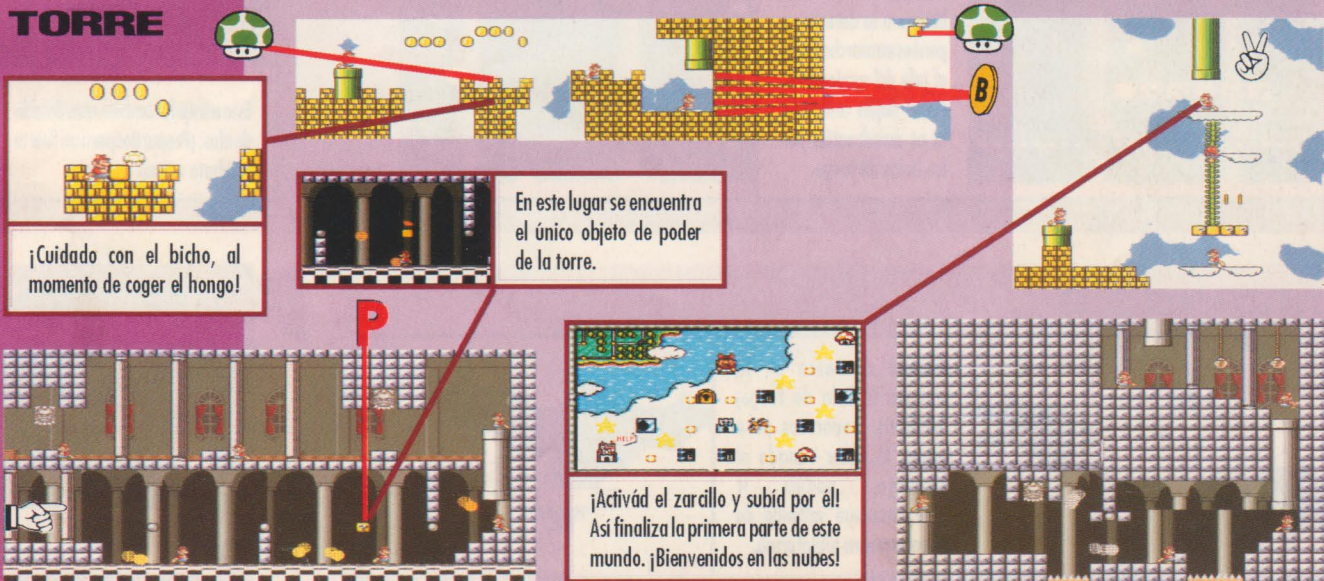 TORRE
B
¡Cuidado con el bicho, al
momento de coger el hongo!
En este lugar se encuentra
el único objeto de poder
de la torre.
P
HELP!
¡Activád el zarcillo y subíd por él!
Así finaliza la primera parte de este
mundo. ¡Bienvenidos en las nubes!